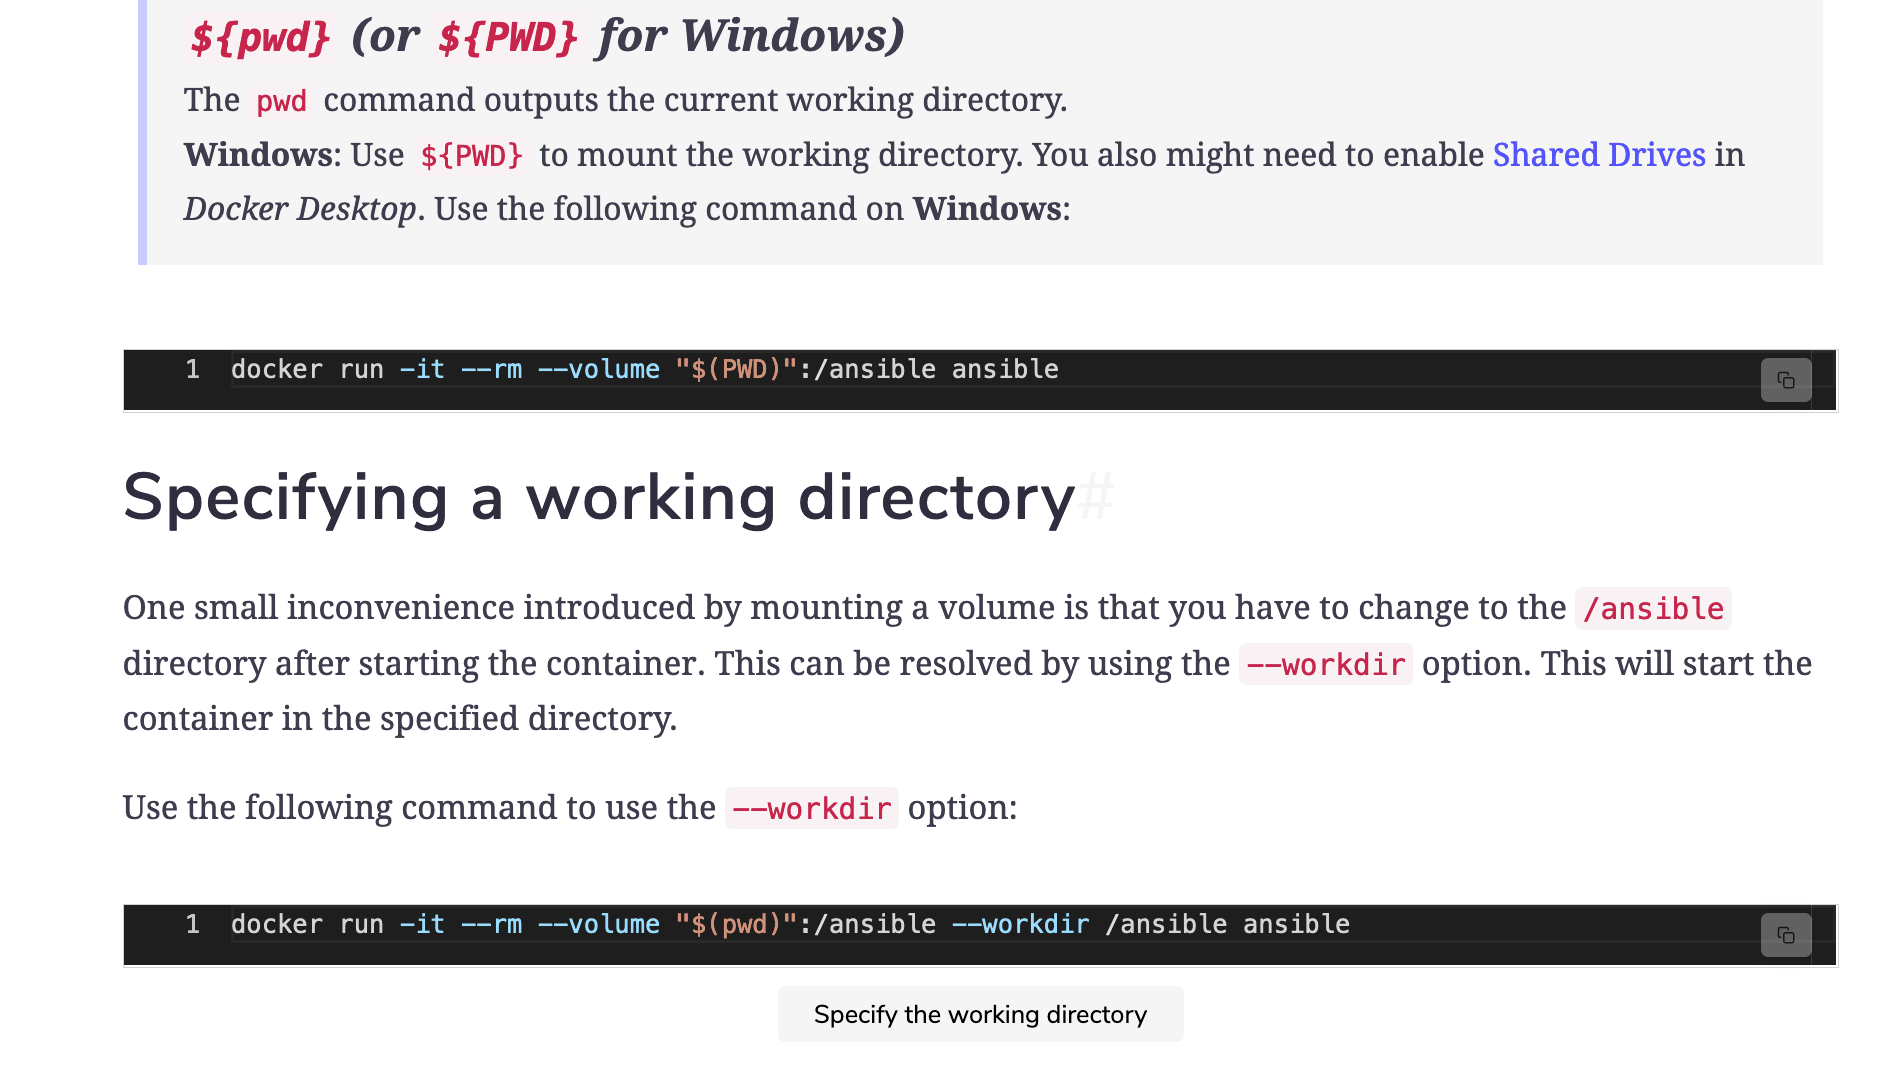 ${pwd} (or ${PWD} for Windows)
The pwd command outputs the current working directory.
Windows: Use ${PWD} to mount the working directory. You also might need to enable Shared Drives in
Docker Desktop. Use the following command on Windows:
1 docker run -it --rm --volume "$(PWD)":/ansible ansible
Specifying a working directory#
One small inconvenience introduced by mounting a volume is that you have to change to the /ansible
directory after starting the container. This can be resolved by using the --workdir option. This will start the
container in the specified directory.
Use the following command to use the --workdir option:
1 docker run -it --rm --volume "$(pwd)":/ansible --workdir /ansible ansible
Specify the working directory